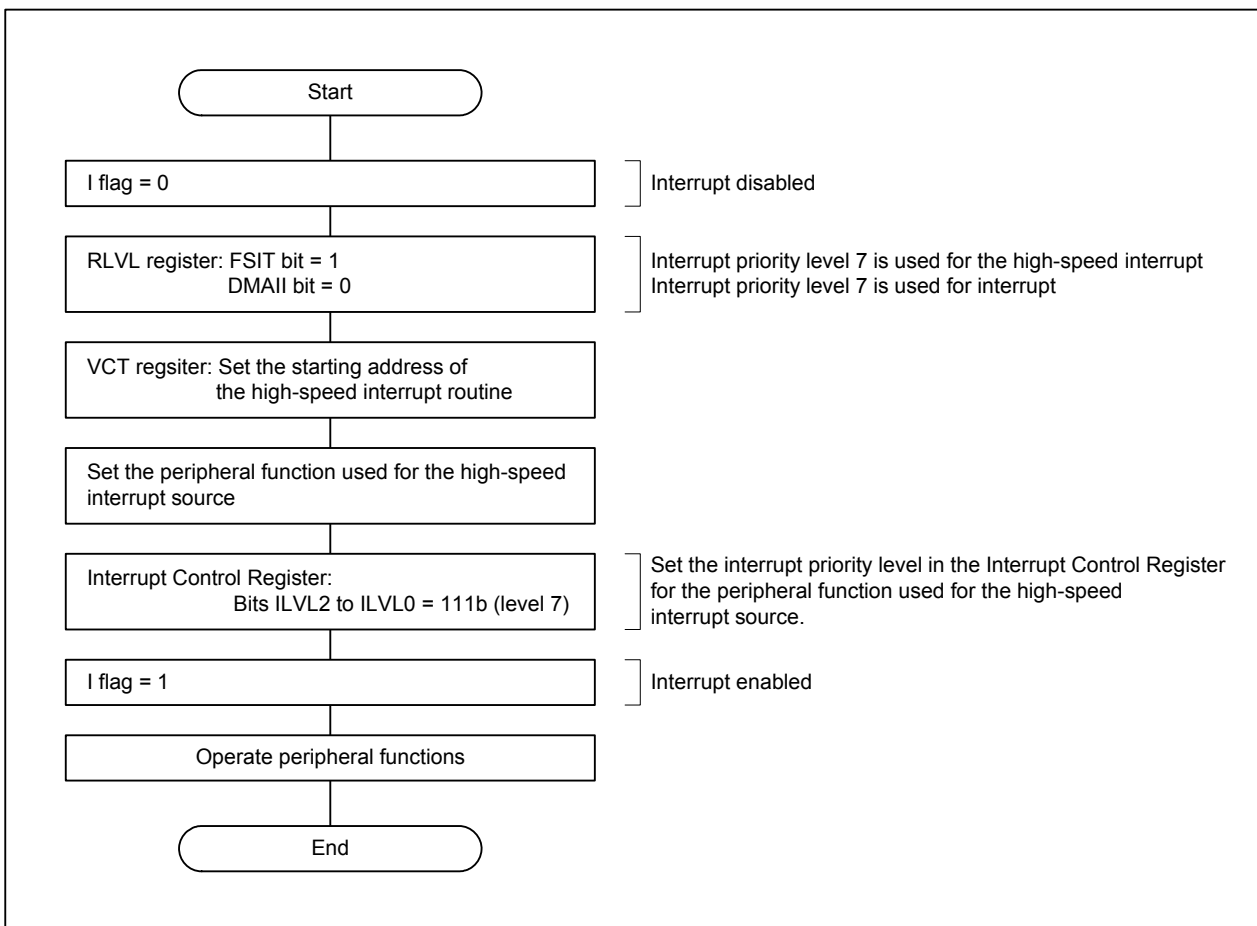 Start
I flag = 0
Interrupt disabled
RLVL register: FSIT bit = 1
DMAII bit = 0
Interrupt priority level 7 is used for the high-speed interrupt
Interrupt priority level 7 is used for interrupt
VCT regsiter: Set the starting address of
the high-speed interrupt routine
Set the peripheral function used for the high-speed
interrupt source
Interrupt Control Register:
Bits ILVL2 to ILVL0 = 111b (level 7)
Set the interrupt priority level in the Interrupt Control Register
for the peripheral function used for the high-speed
interrupt source.
I flag = 1
Interrupt enabled
Operate peripheral functions
End